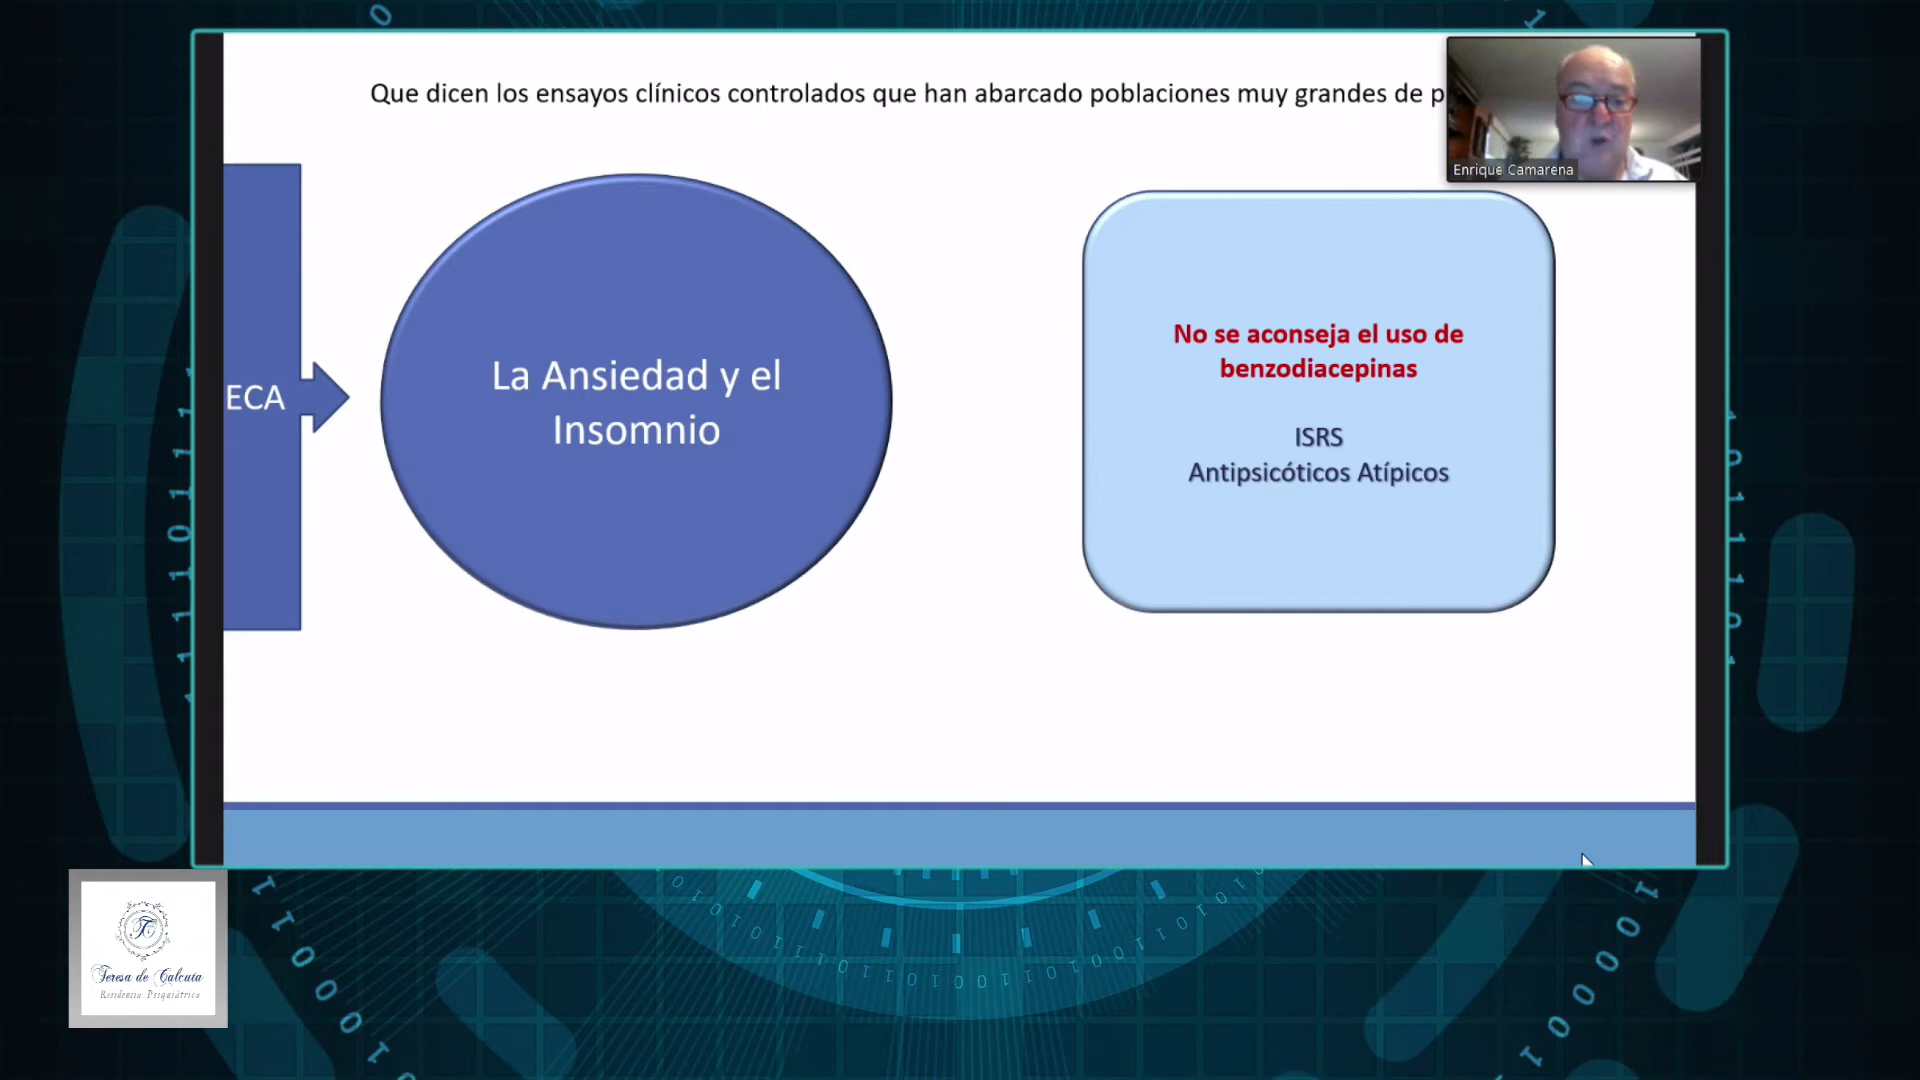 Que dicen los ensayos clínicos controlados que han abarcado poblaciones muy grandes de p
Enrique Camarena
ECA
La Ansiedad y el
Insomnio
No se aconseja el uso de
benzodiacepinas
ISRS
Antipsicóticos Atípicos
Teresa de Calcuta
Residencia Psiquiátrica